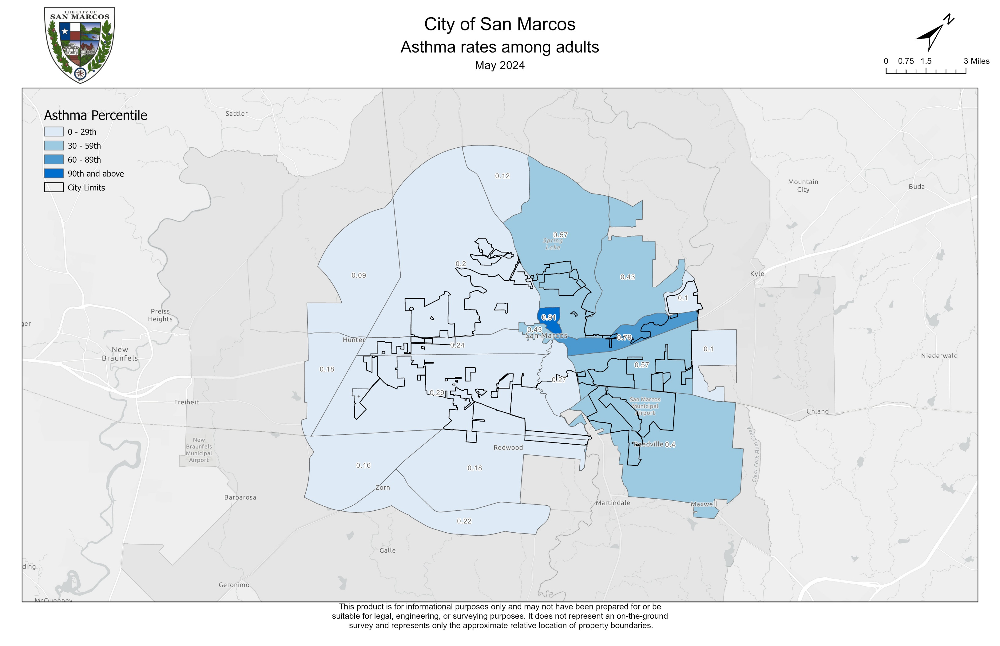 THE CITY OF
SAN MARCOS
City of San Marcos
Asthma rates among adults
May 2024
N
0 0.75 1.5 3 Miles
Asthma Percentile
0 - 29th
30 - 59th
60 - 89th
90th and above
City Limits
Sattler
0.12
Mountain
City
Buda
0.57
Spring
Lake
0.2
0.09
0.43
Kyle
0.1
Preiss
Heights
0.91
ger
0.43
San Marcos
0.79
Hunter
0.24
0.1
New
Braunfels
Niederwald
0.18
0.57
0.27
0.29
San Marcos
Municipal
Airport
Freiheit
Uhland
New
Braunfels
Municipal
Airport
Redwood
Reedville 0.4
Clear Fork Plum Creek
0.16
0.18
Zorn
Barbarosa
Martindale
Maxwell
0.22
Galle
ding
Geronimo
McQueeney
This product is for informational purposes only and may not have been prepared for or be
suitable for legal, engineering, or surveying purposes. It does not represent an on-the-ground
survey and represents only the approximate relative location of property boundaries.